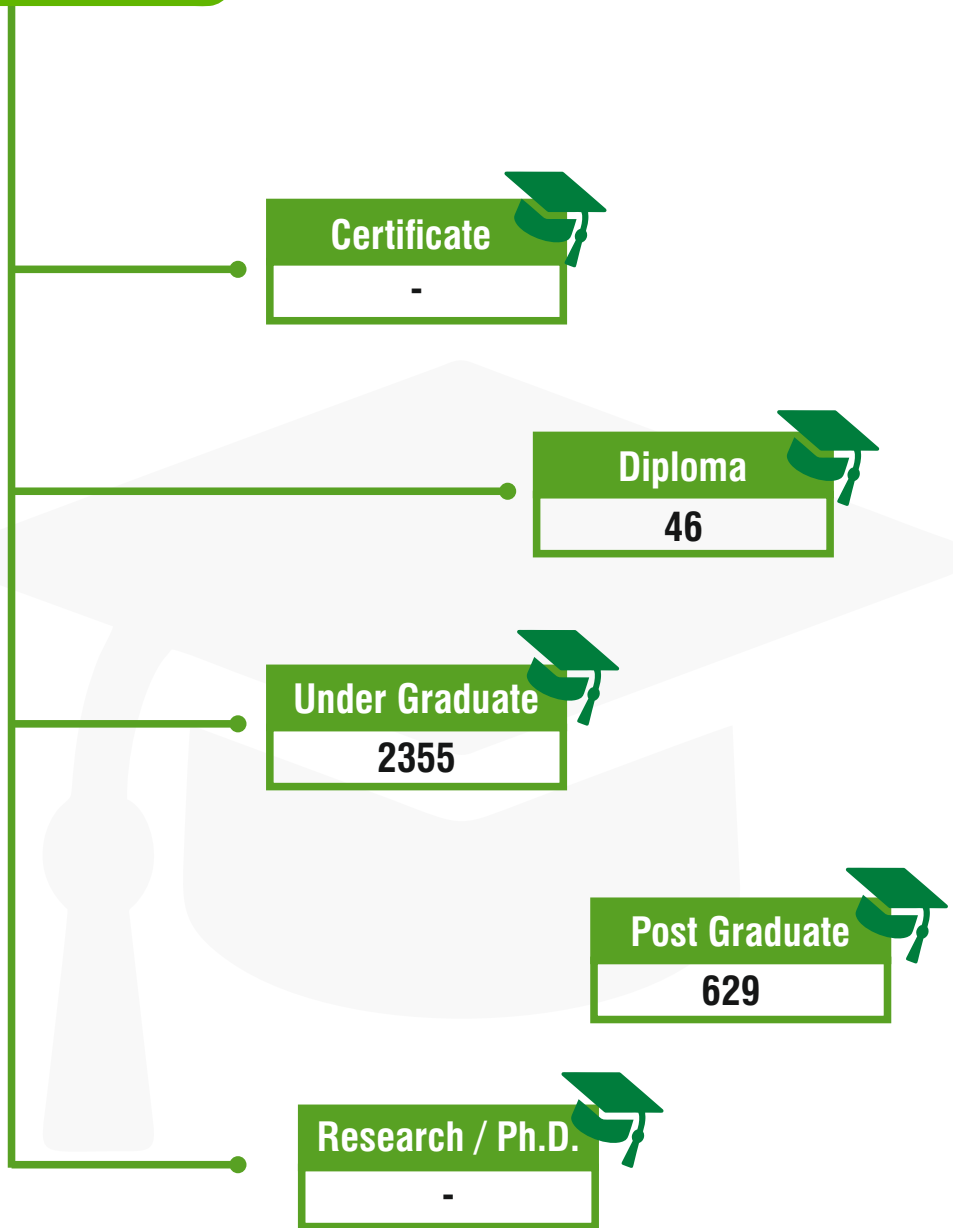 Certificate
-
Diploma
46
Under Graduate
2355
Post Graduate
629
Research / Ph.D.
-